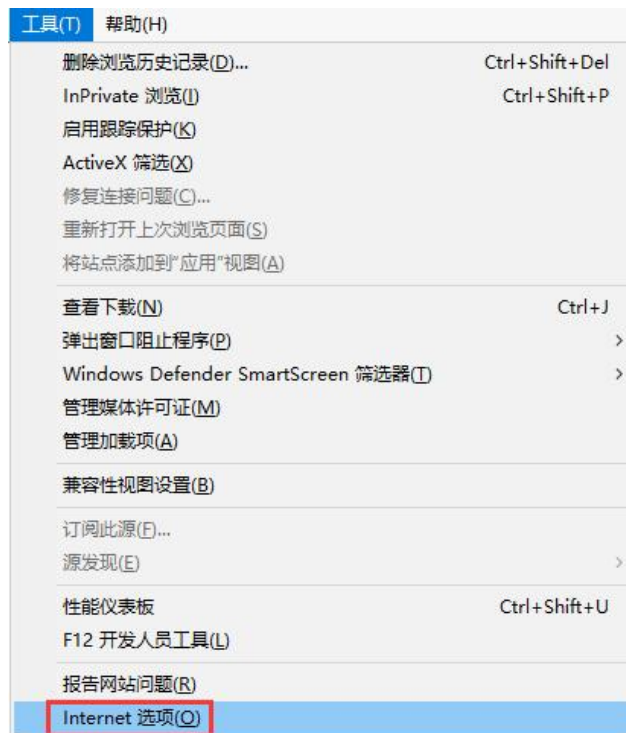 工具(T) 帮助(H)
删除浏览历史记录(D)... Ctrl+Shift+Del
InPrivate 浏览(I) Ctrl+Shift+P
启用跟踪保护(K)
ActiveX 筛选(X)
修复连接问题(C)...
重新打开上次浏览页面(S)
将站点添加到“应用”视图(A)
查看下载(N) Ctrl+J
弹出窗口阻止程序(P)
Windows Defender SmartScreen 筛选器(T)
管理媒体许可证(M)
管理加载项(A)
兼容性视图设置(B)
订阅此源(F)...
源发现(E)
性能仪表板 Ctrl+Shift+U
F12 开发人员工具(L)
报告网站问题(R)
Internet 选项(O)